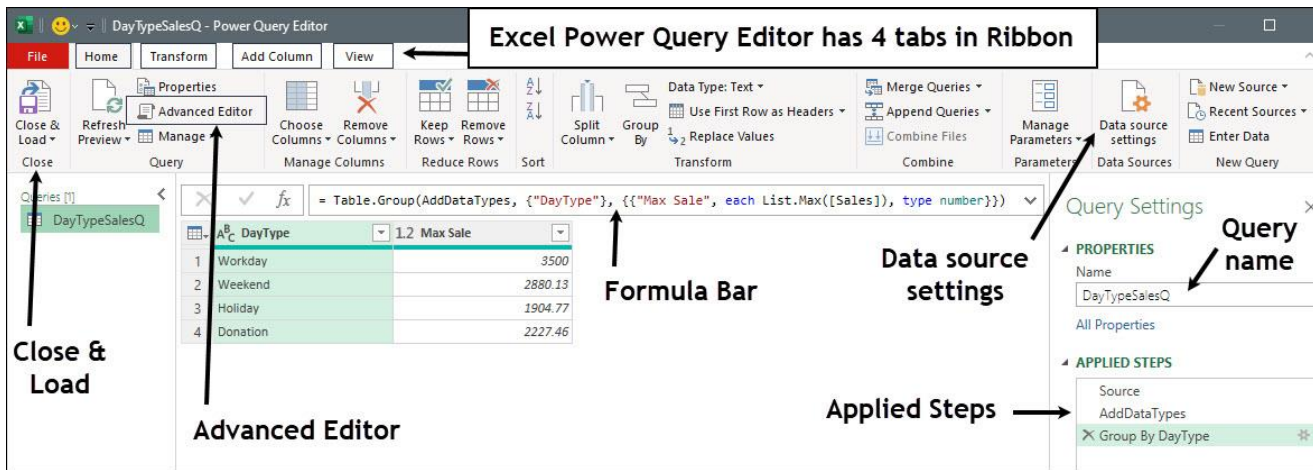 DayTypeSalesQ - Power Query Editor
Excel Power Query Editor has 4 tabs in Ribbon
File Home Transform Add Column View
Close & Load
Refresh Preview
Properties
Advanced Editor
Manage
Choose Columns
Remove Columns
Keep Rows
Remove Rows
Split Column
Group By
Data Type: Text
Use First Row as Headers
Replace Values
Merge Queries
Append Queries
Combine Files
Manage Parameters
Data source settings
New Source
Recent Sources
Enter Data
Close Query Manage Columns Reduce Rows Sort Transform Combine Parameters Data Sources New Query
Queries [1]
DayTypeSalesQ
fx = Table.Group(AddDataTypes, {"DayType"}, {{"Max Sale", each List.Max([Sales]), type number}})
ABC DayType 1.2 Max Sale
1 Workday 3500
2 Weekend 2880.13
3 Holiday 1904.77
4 Donation 2227.46
Formula Bar
Data source
settings
Close &
Load
Advanced Editor
Applied Steps
Query Settings
Query
name
PROPERTIES
Name
DayTypeSalesQ
All Properties
APPLIED STEPS
Source
AddDataTypes
Group By DayType